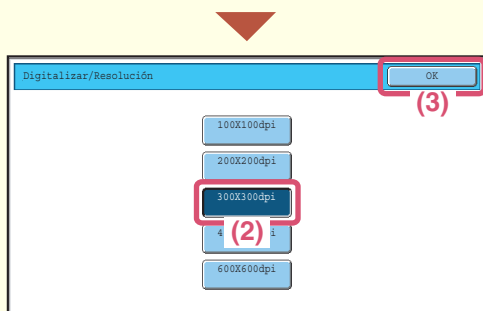 Digitalizar/Resolución
OK
(3)
100X100dpi
200X200dpi
300X300dpi
(2)
600X600dpi